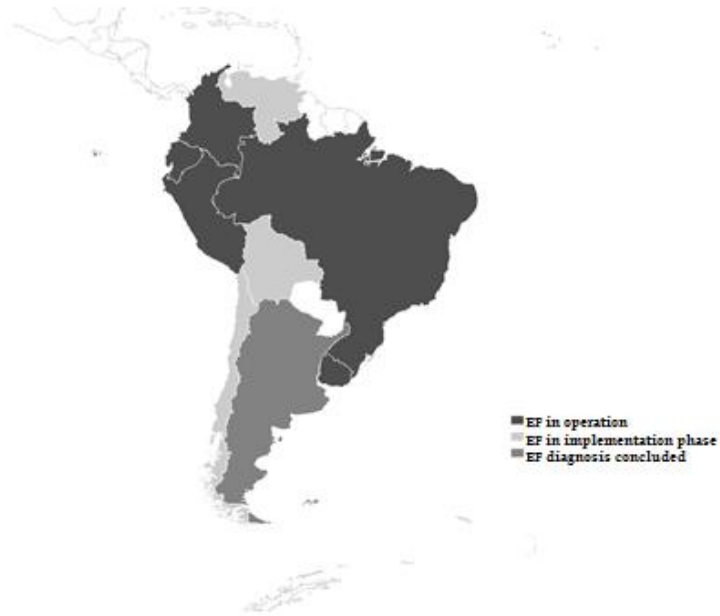 EF in operation
EF in implementation phase
EF diagnosis concluded